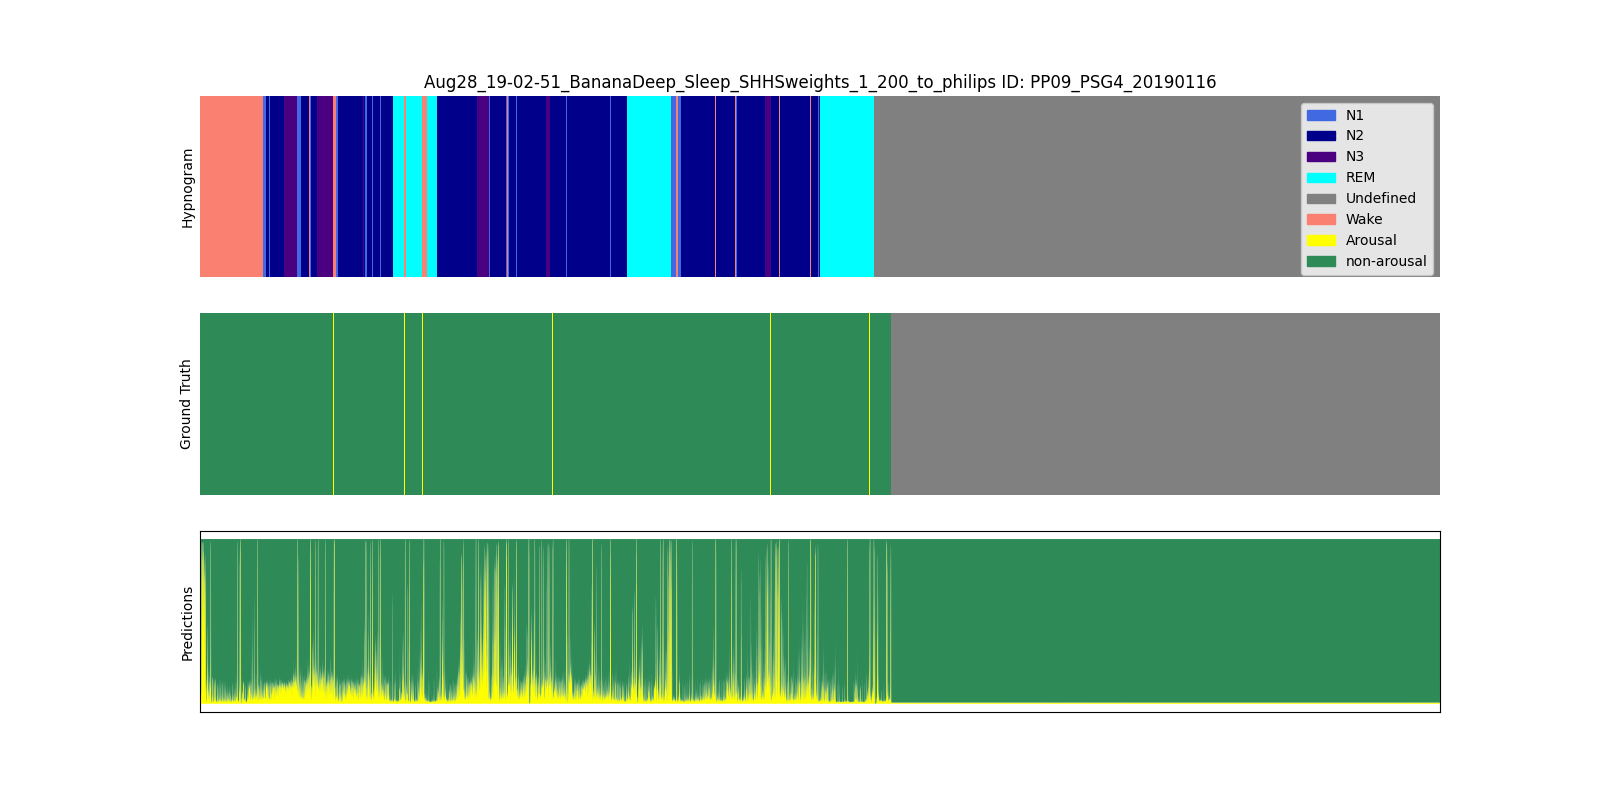 Aug28_19-02-51_BananaDeep_Sleep_SHHSweights_1_200_to_philips ID: PP09_PSG4_20190116
Hypnogram
N1
N2
N3
REM
Undefined
Wake
Arousal
non-arousal
Ground Truth
Predictions